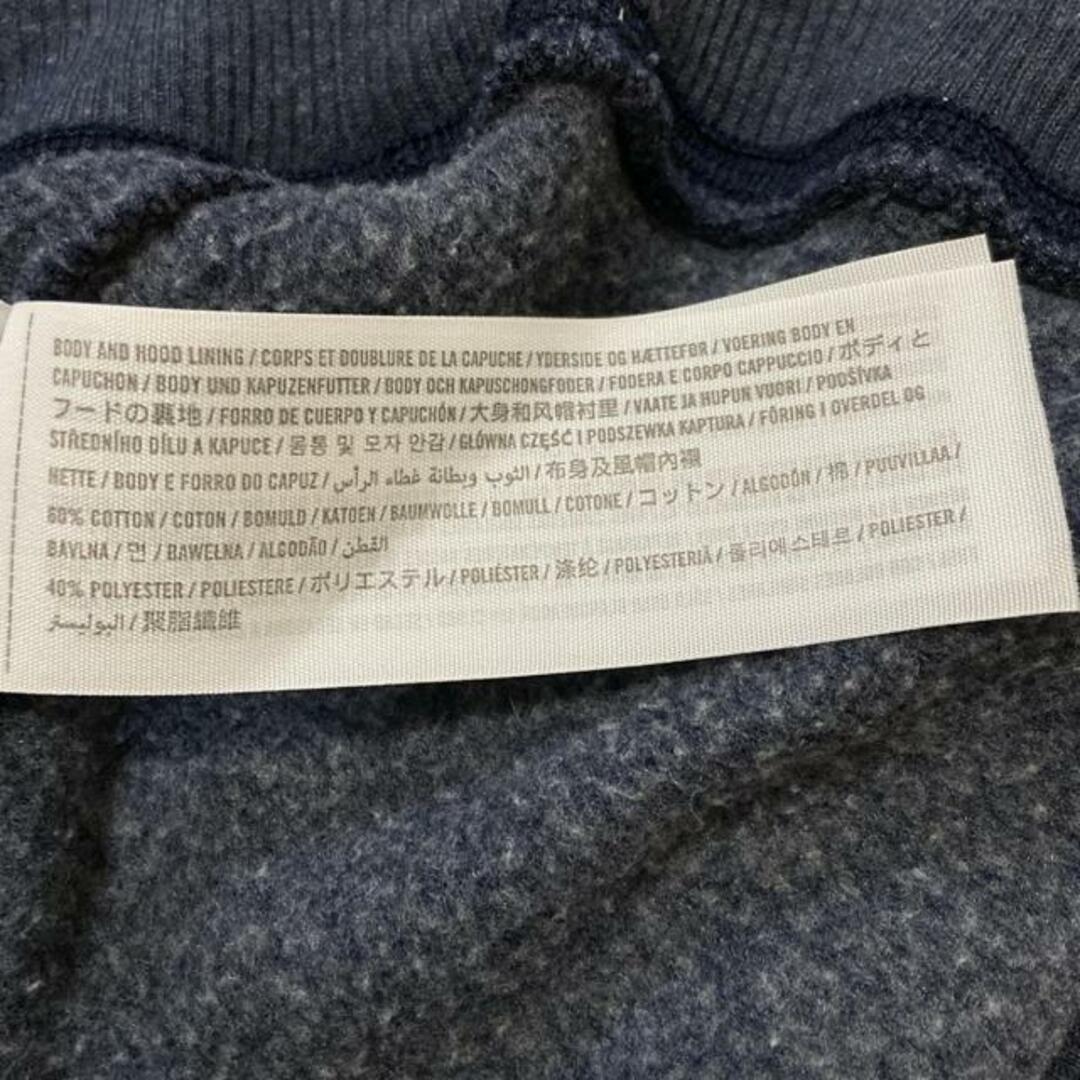 BODY AND HOOD LINING / CORPS ET DOUBLURE DE LA CAPUCHE / YDERSIDE OG HÆTTEFØR / VOERING BODY EN
CAPUCHON / BODY UND KAPUZENFUTTER / BODY OCH KAPUSCHONGFODER / FODERA E CORPO CAPPUCCIO / ボディと
フードの裏地 / FORRO DE CUERPO Y CAPUCHÓN / 大身和风帽衬里 / VAATE JA HUPUN VUORI / PODŠÍVKA
STŘEDNÍHO DÍLU A KAPUCE / 몸통 및 모자 안감 / GŁÓWNA CZĘŚĆ I PODSZEWKA KAPTURA / FÔRING I OVERDEL OG
HETTE / BODY E FORRO DO CAPUZ / الثوب وبطانة غطاء الرأس / 布身及風帽內襯
60% COTTON / COTON / BOMULD / KATOEN / BAUMWOLLE / BOMULL / COTONE / コットン / ALGODÓN / 棉 / PUUVILLAA /
BAVLNA / 면 / BAWEŁNA / ALGODÃO / القطن
40% POLYESTER / POLIESTERE / ポリエステル / POLIÉSTER / 涤纶 / POLYESTERIÄ / 폴리에스테르 / POLIESTER /
البوليستر / 聚脂纖維